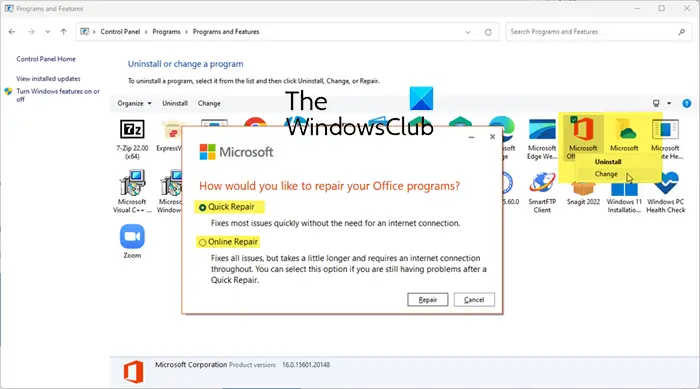 Programs and Features
Control Panel > Programs > Programs and Features
Search Programs and Features
Control Panel Home
View installed updates
Turn Windows features on or off
Uninstall or change a program
To uninstall a program, select it from the list and then click Uninstall, Change, or Repair.
Organize
Uninstall
Change
The
WindowsClub
7-Zip 22.00 (x64)
ExpressV
Microsoft Edge
Microsoft Edge We...
Microsoft
Off
Microsoft
Remote He...
Uninstall
Change
Microsoft Visual C++ ...
Microsoft Window
5.60.0
SmartFTP Client
Snagit 2022
Windows 11 Installation...
Windows PC Health Check
Zoom
Microsoft
How would you like to repair your Office programs?
Quick Repair
Fixes most issues quickly without the need for an internet connection.
Online Repair
Fixes all issues, but takes a little longer and requires an internet connection
throughout. You can select this option if you are still having problems after a
Quick Repair.
Repair
Cancel
Microsoft Corporation Product version: 16.0.15601.20148